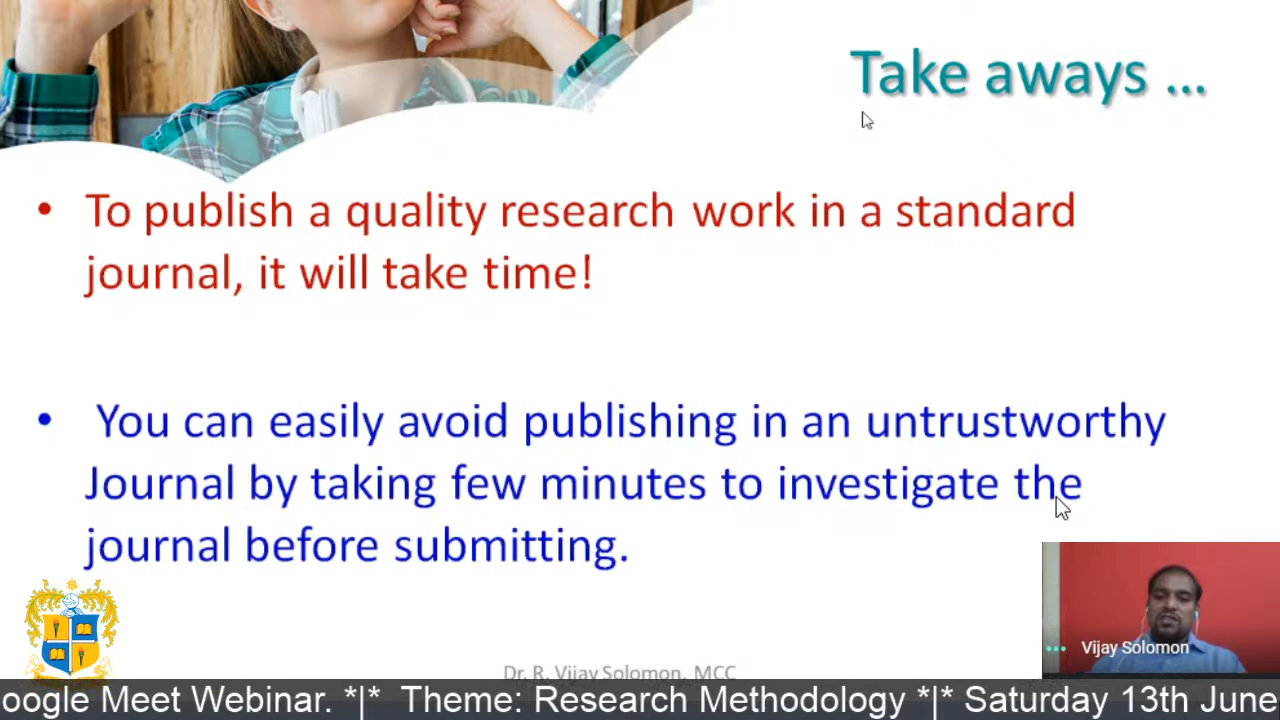 Take aways ...
• To publish a quality research work in a standard
journal, it will take time!
• You can easily avoid publishing in an untrustworthy
Journal by taking few minutes to investigate the
journal before submitting.
Vijay Solomon
Dr. R. Vijay Solomon, MCC
oogle Meet Webinar. *|* Theme: Research Methodology *|* Saturday 13th June